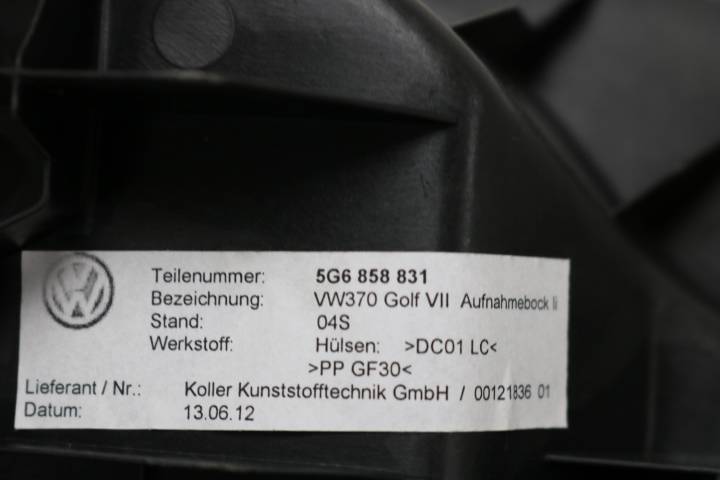 Teilenummer: 5G6 858 831
Bezeichnung: VW370 Golf VII Aufnahmebock li
Stand: 04S
Werkstoff: Hülsen: >DC01 LC<
>PP GF30<
Lieferant / Nr.: Koller Kunststofftechnik GmbH / 00121836 01
Datum: 13.06.12